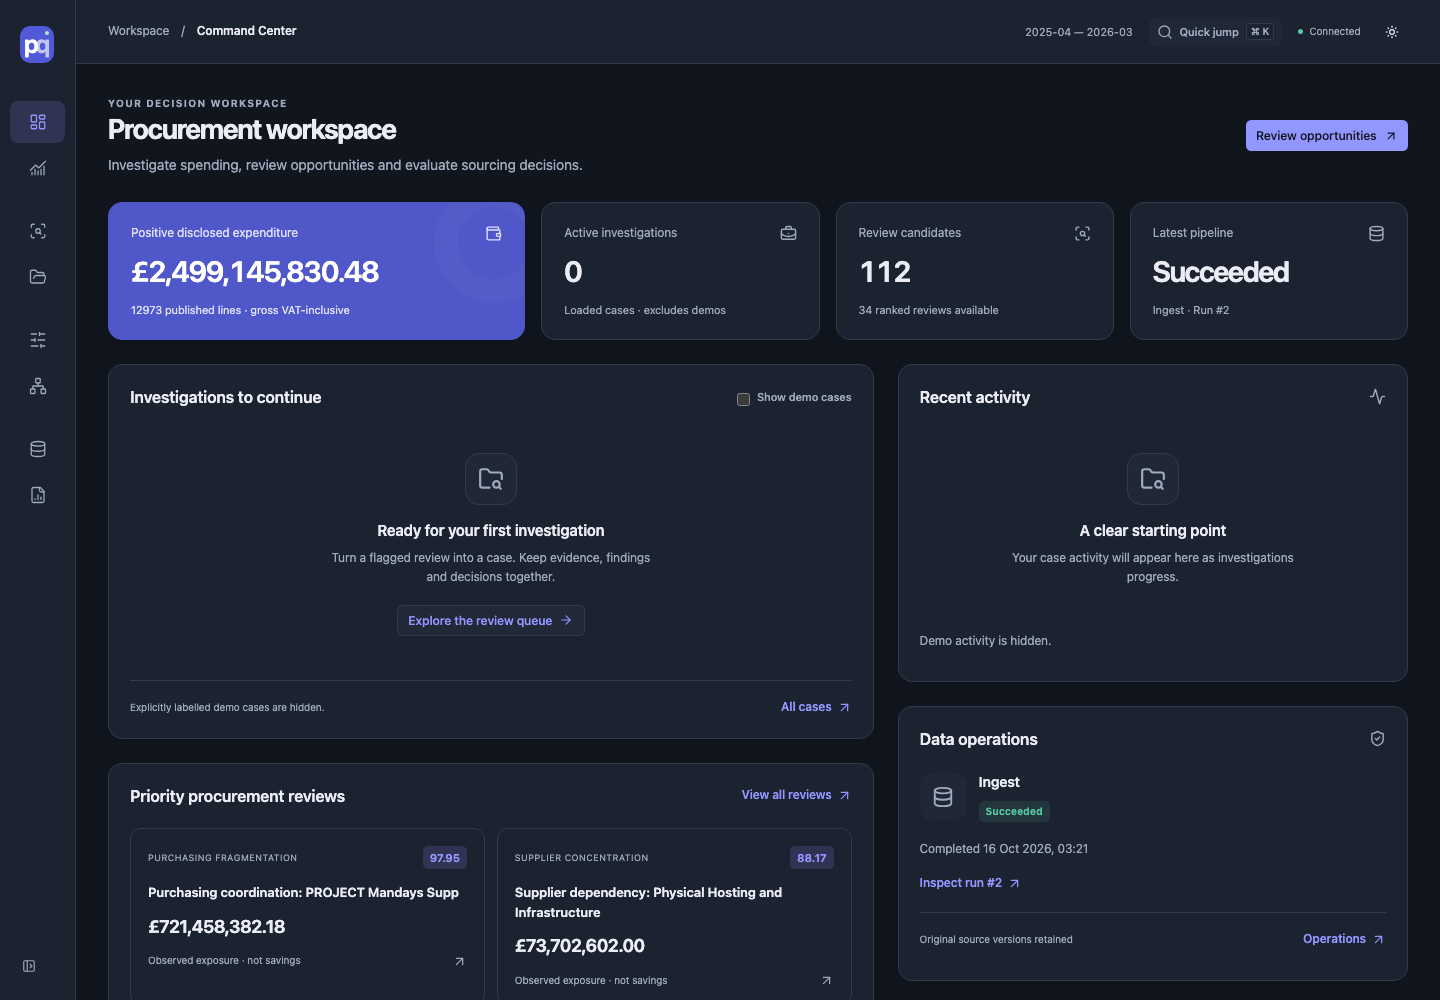 pq
Workspace / Command Center
2025-04 — 2026-03
Quick jump ⌘ K
Connected
YOUR DECISION WORKSPACE
Procurement workspace
Investigate spending, review opportunities and evaluate sourcing decisions.
Review opportunities
Positive disclosed expenditure
£2,499,145,830.48
12973 published lines · gross VAT-inclusive
Active investigations
0
Loaded cases · excludes demos
Review candidates
112
34 ranked reviews available
Latest pipeline
Succeeded
Ingest · Run #2
Investigations to continue
Show demo cases
Ready for your first investigation
Turn a flagged review into a case. Keep evidence, findings
and decisions together.
Explore the review queue
Explicitly labelled demo cases are hidden.
All cases
Recent activity
A clear starting point
Your case activity will appear here as investigations
progress.
Demo activity is hidden.
Priority procurement reviews
View all reviews
PURCHASING FRAGMENTATION
97.95
Purchasing coordination: PROJECT Mandays Supp
£721,458,382.18
Observed exposure · not savings
SUPPLIER CONCENTRATION
88.17
Supplier dependency: Physical Hosting and
Infrastructure
£73,702,602.00
Observed exposure · not savings
Data operations
Ingest
Succeeded
Completed 16 Oct 2026, 03:21
Inspect run #2
Original source versions retained
Operations